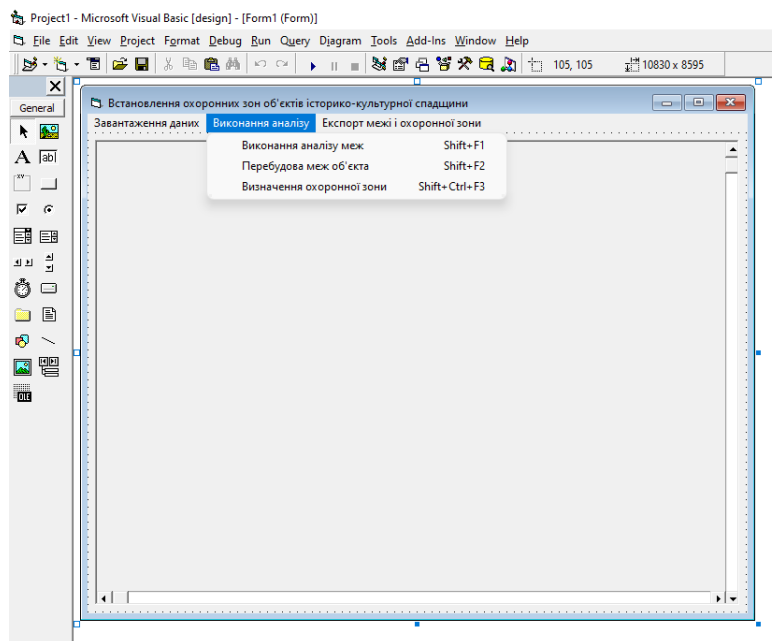 Project1 - Microsoft Visual Basic [design] - [Form1 (Form)]
File Edit View Project Format Debug Run Query Diagram Tools Add-Ins Window Help
105, 105 10830 x 8595
General
Встановлення охоронних зон об'єктів історико-культурної спадщини
Завантаження даних Виконання аналізу Експорт межі і охоронної зони
Виконання аналізу меж Shift+F1
Перебудова меж об'єкта Shift+F2
Визначення охоронної зони Shift+Ctrl+F3
A ab|
XY
OLE